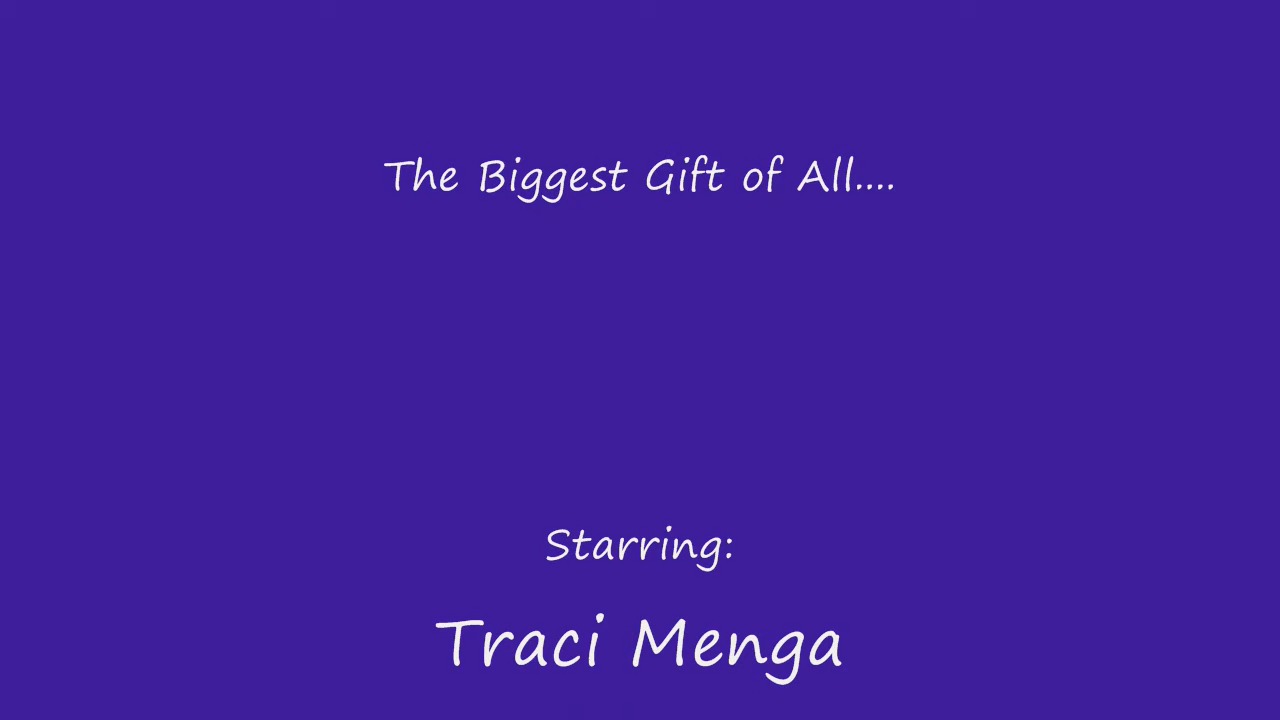 The Biggest Gift of All....
Starring:
Traci Menga